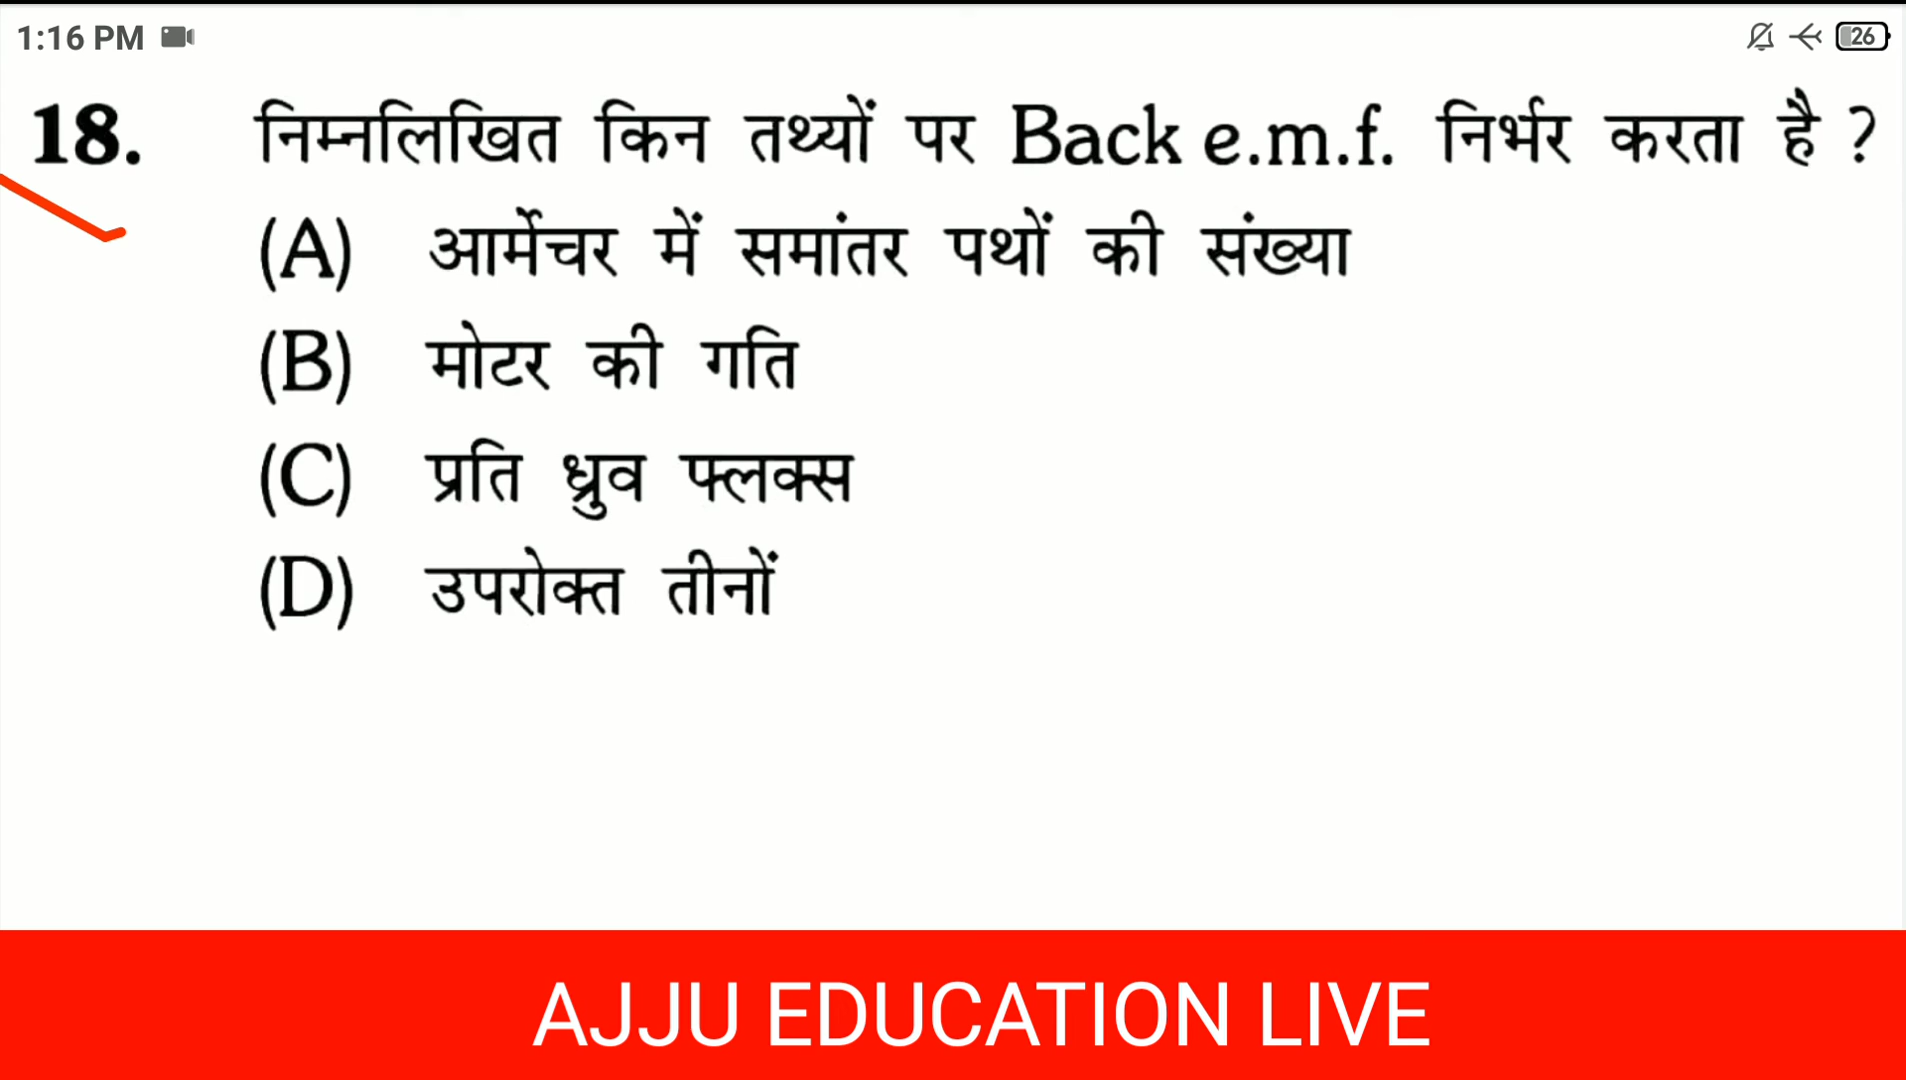 1:16 PM
26
18. निम्नलिखित किन तथ्यों पर Back e.m.f. निर्भर करता है ?
(A) आर्मेचर में समांतर पथों की संख्या
(B) मोटर की गति
(C) प्रति ध्रुव फ्लक्स
(D) उपरोक्त तीनों
AJJU EDUCATION LIVE